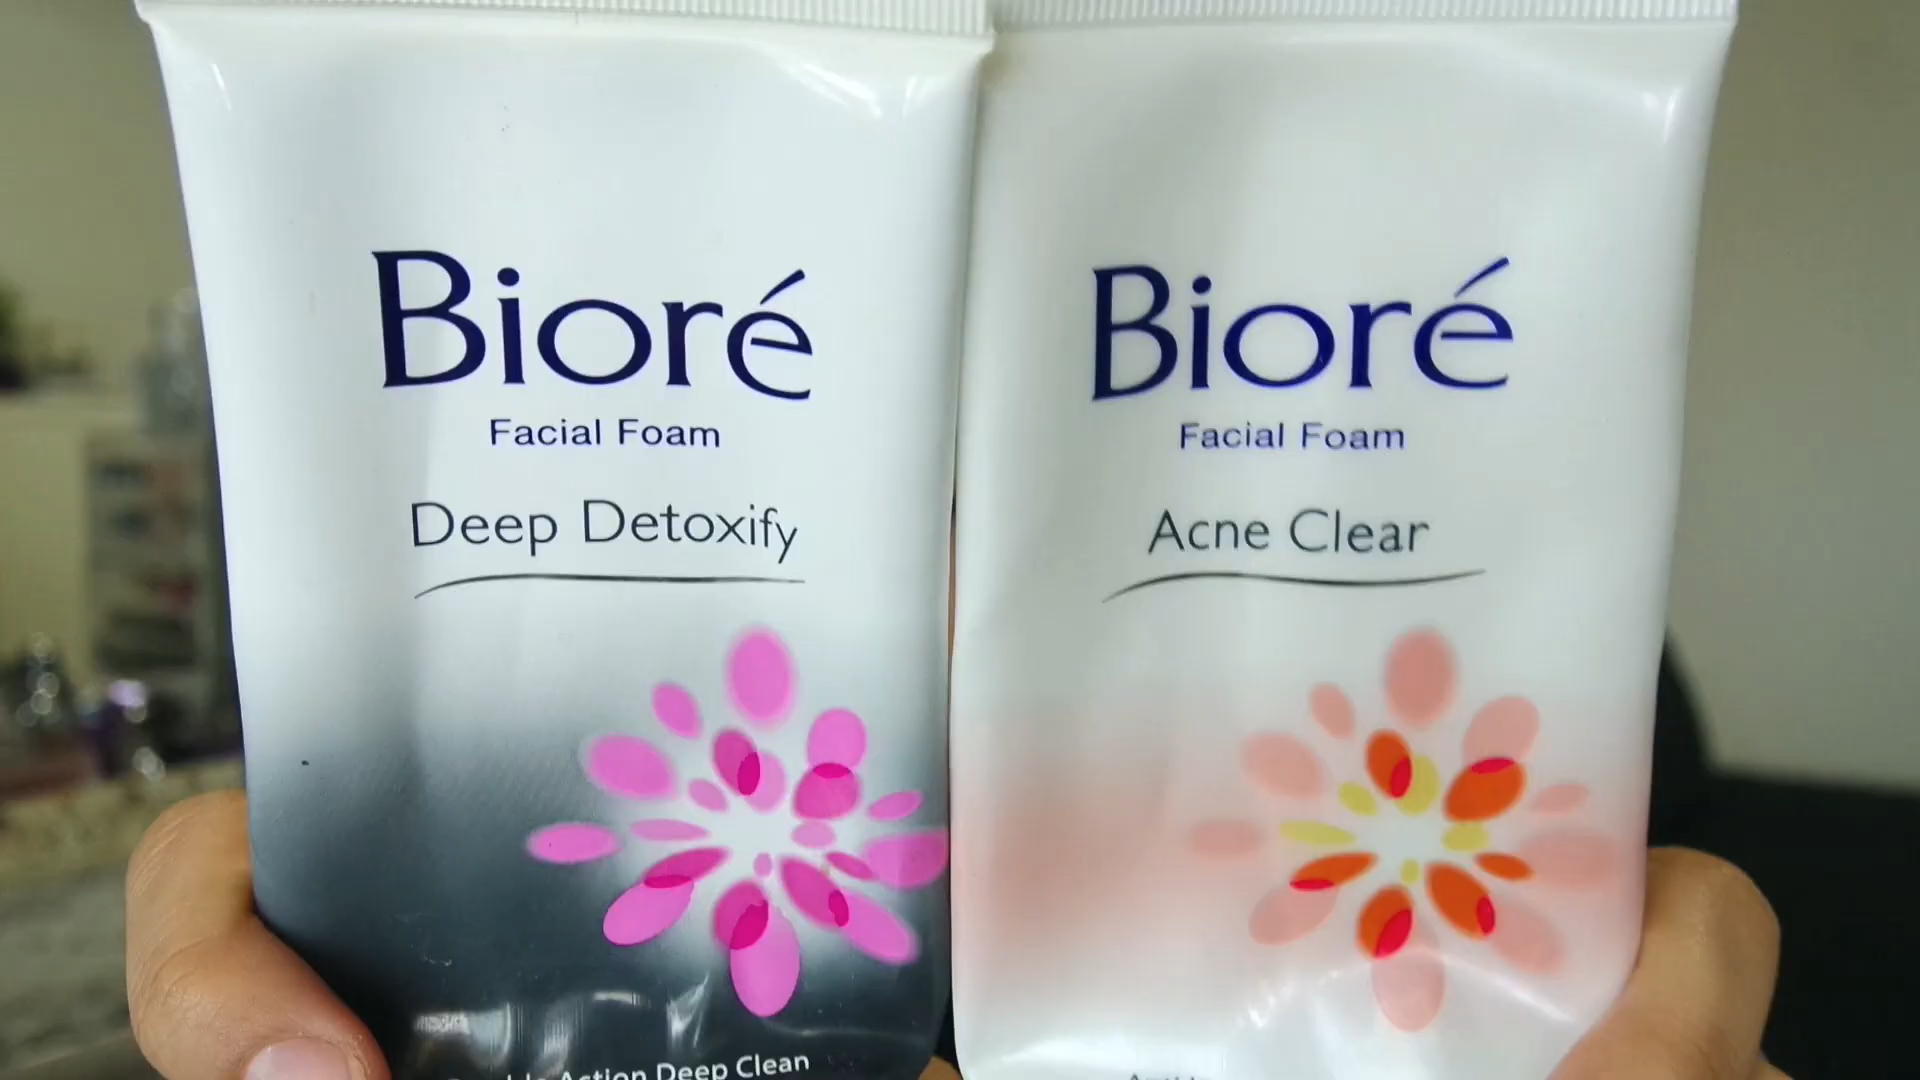 Bioré
Facial Foam
Deep Detoxify
Action Deep Clean
Bioré
Facial Foam
Acne Clear